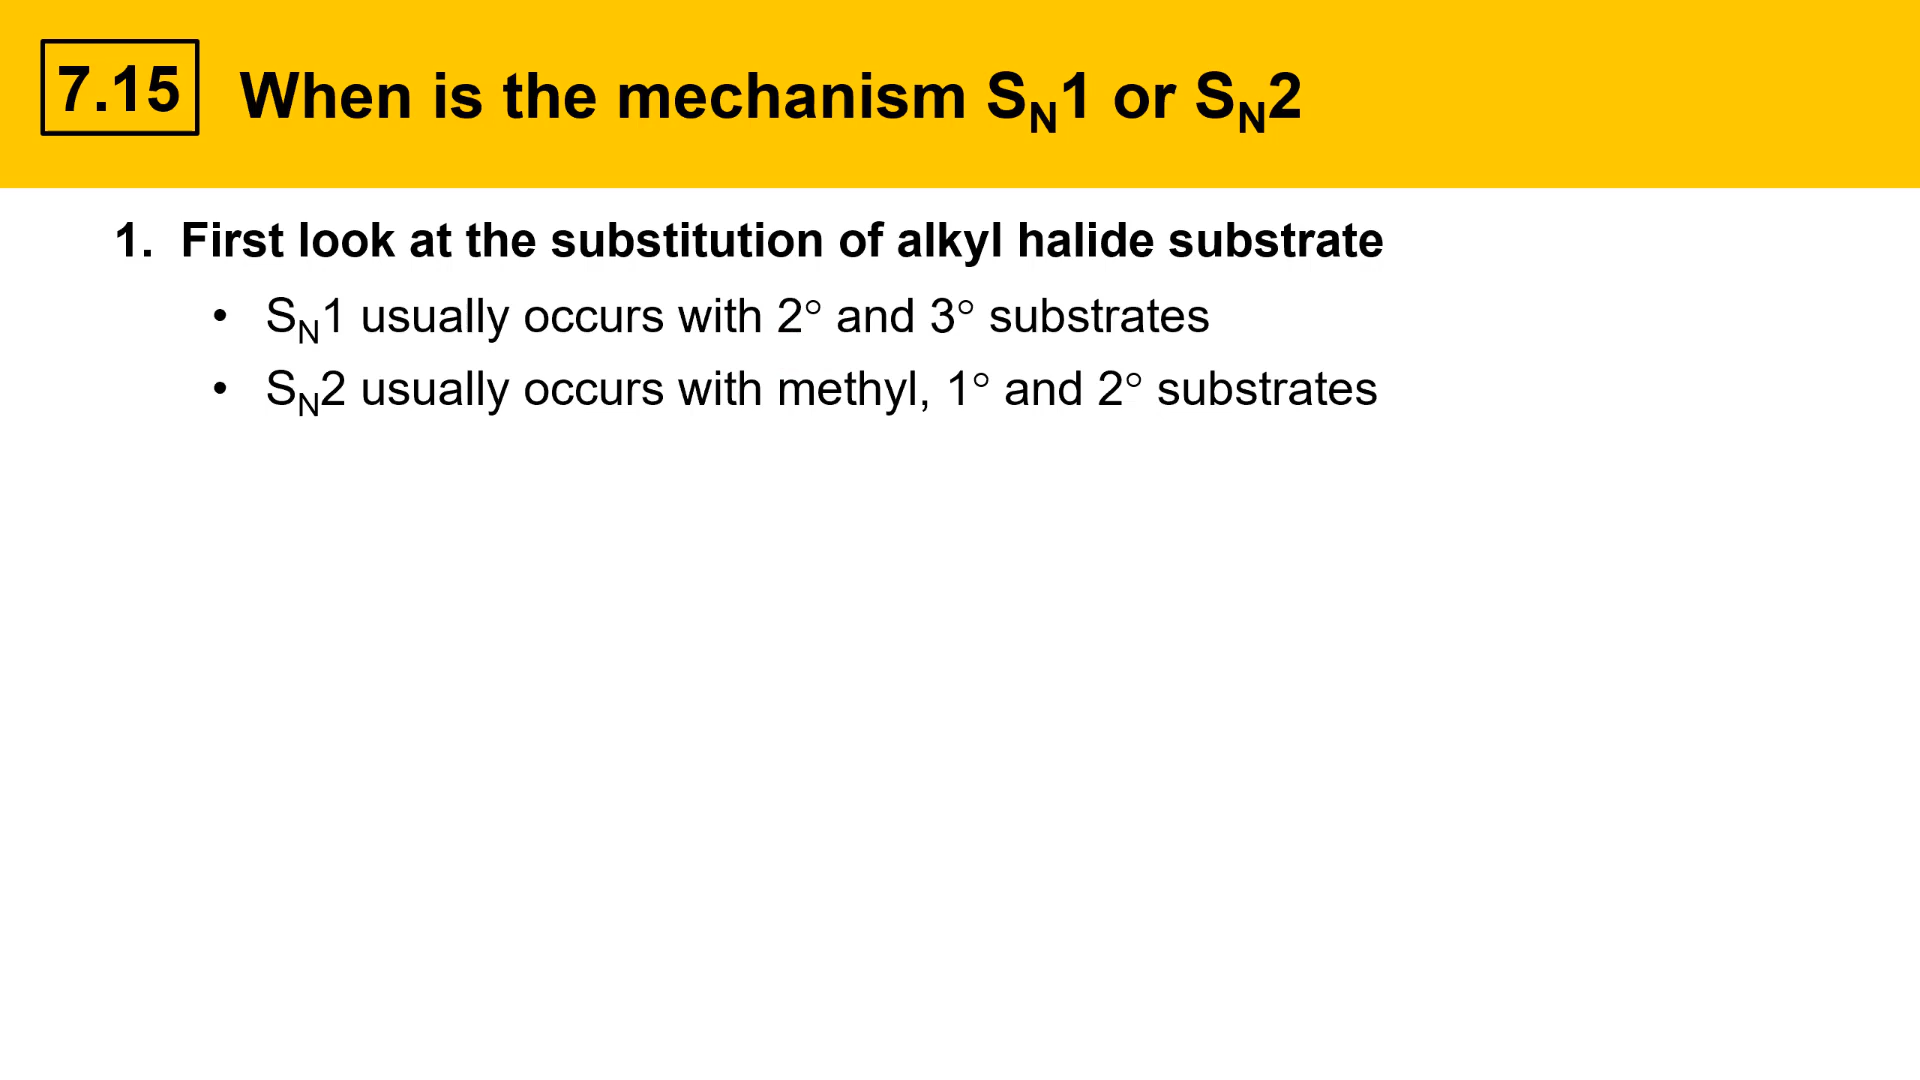 7.15 When is the mechanism SN1 or SN2
1. First look at the substitution of alkyl halide substrate
• SN1 usually occurs with 2° and 3° substrates
• SN2 usually occurs with methyl, 1° and 2° substrates